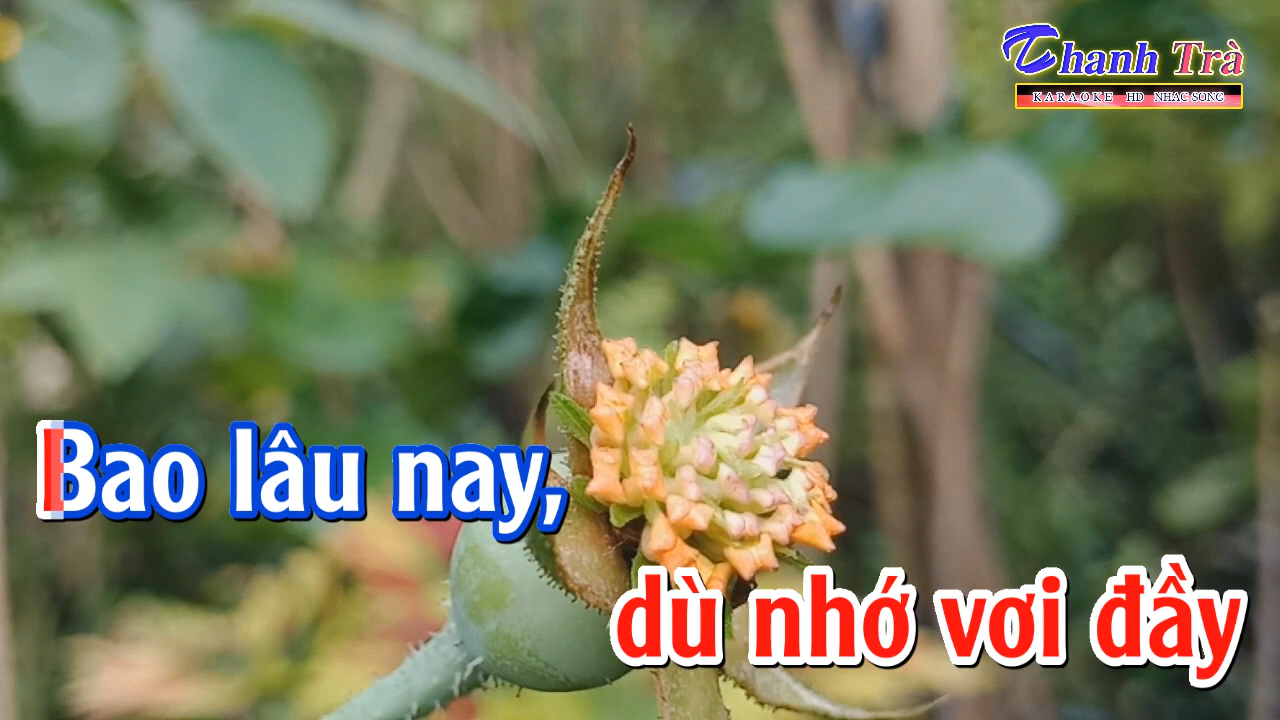 Thanh Trà
KARAOKE HD NHAC SONG
Bao lâu nay,
dù nhớ vơi đầy